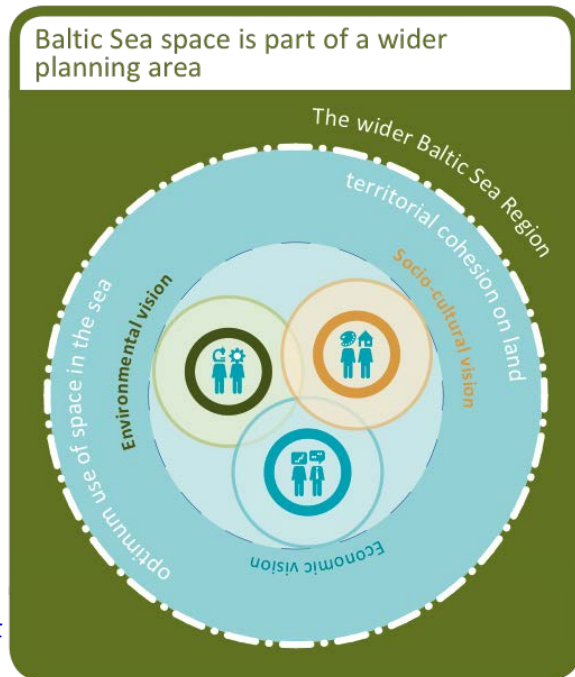 Baltic Sea space is part of a wider
planning area
The wider Baltic Sea Region
territorial cohesion on land
optimum use of space in the sea
Environmental vision
Socio-cultural vision
Economic vision